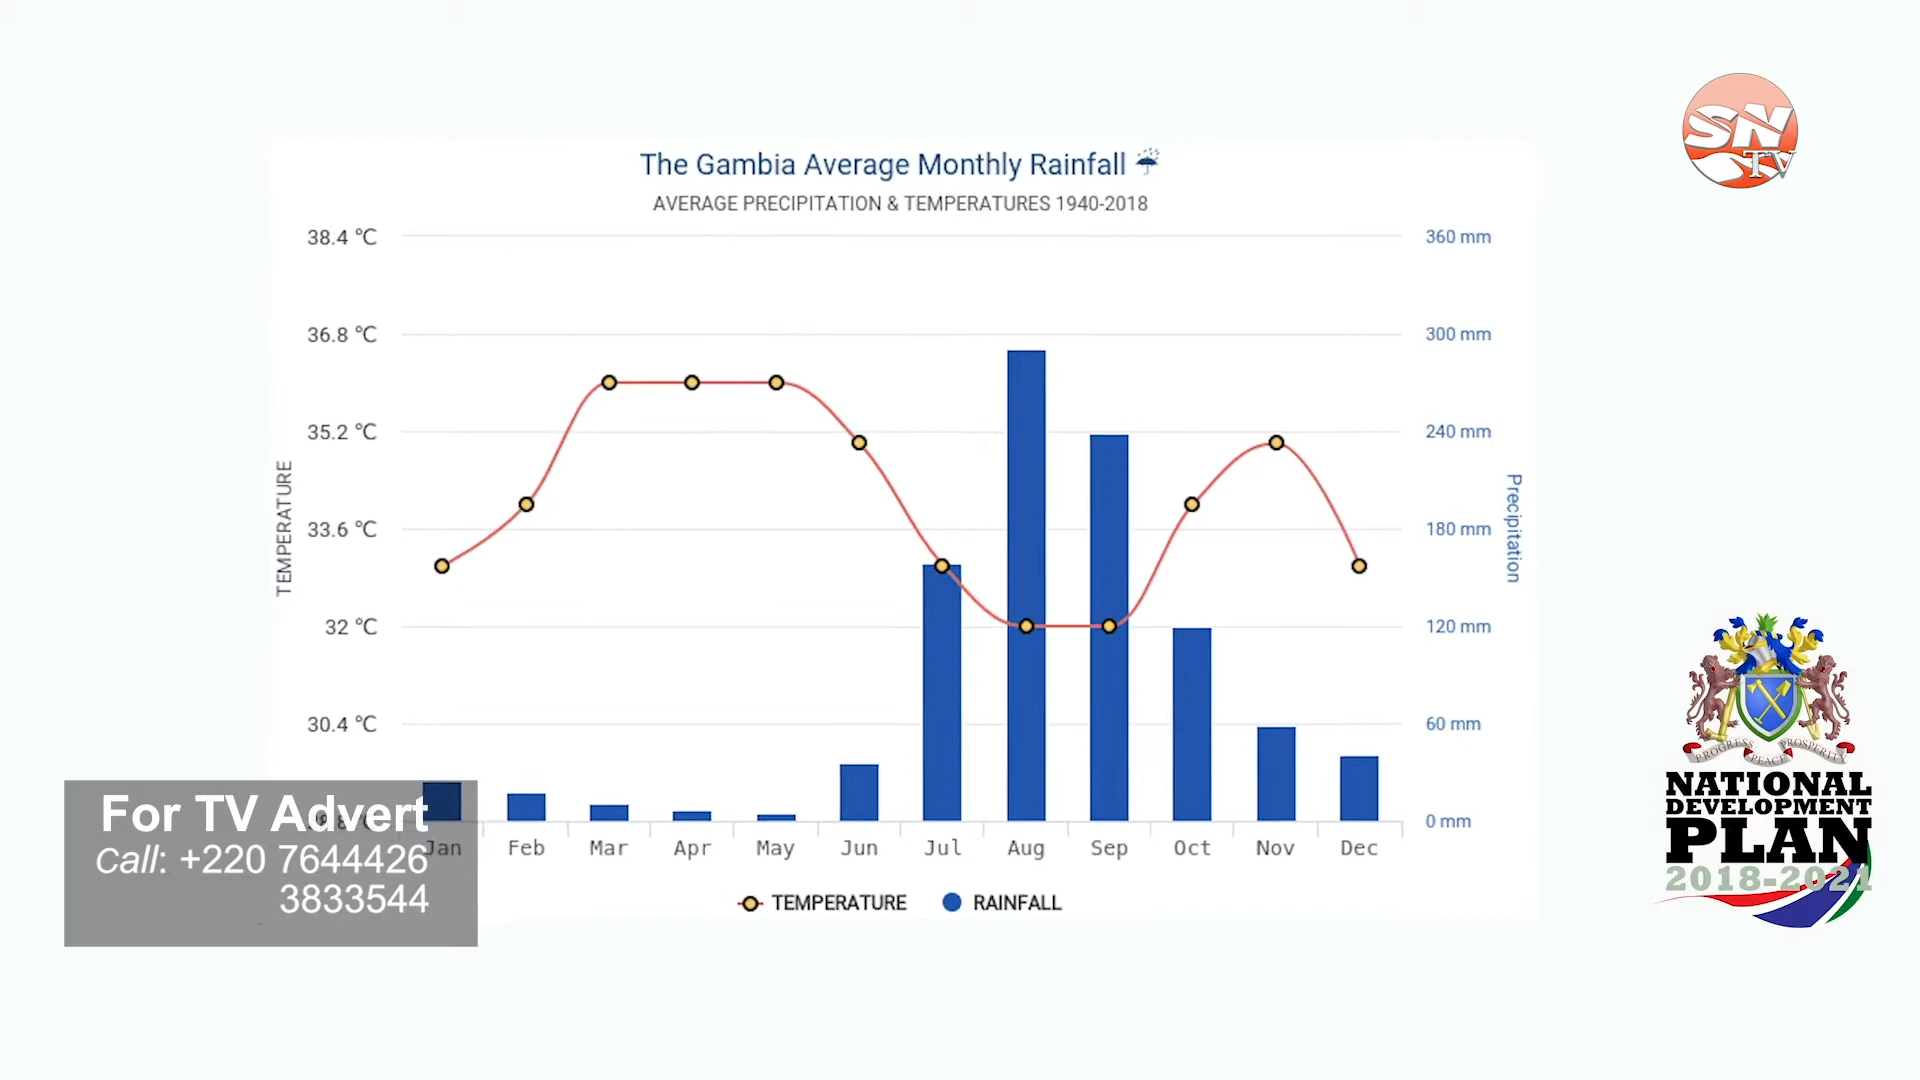 SN
TV
The Gambia Average Monthly Rainfall
AVERAGE PRECIPITATION & TEMPERATURES 1940-2018
38.4 °C
360 mm
36.8 °C
300 mm
35.2 °C
240 mm
TEMPERATURE
Precipitation
33.6 °C
180 mm
32 °C
120 mm
30.4 °C
60 mm
0 mm
Jan Feb Mar Apr May Jun Jul Aug Sep Oct Nov Dec
TEMPERATURE RAINFALL
For TV Advert
Call: +220 7644426
3833544
PROGRESS PEACE PROSPERITY
NATIONAL
DEVELOPMENT
PLAN
2018-2021